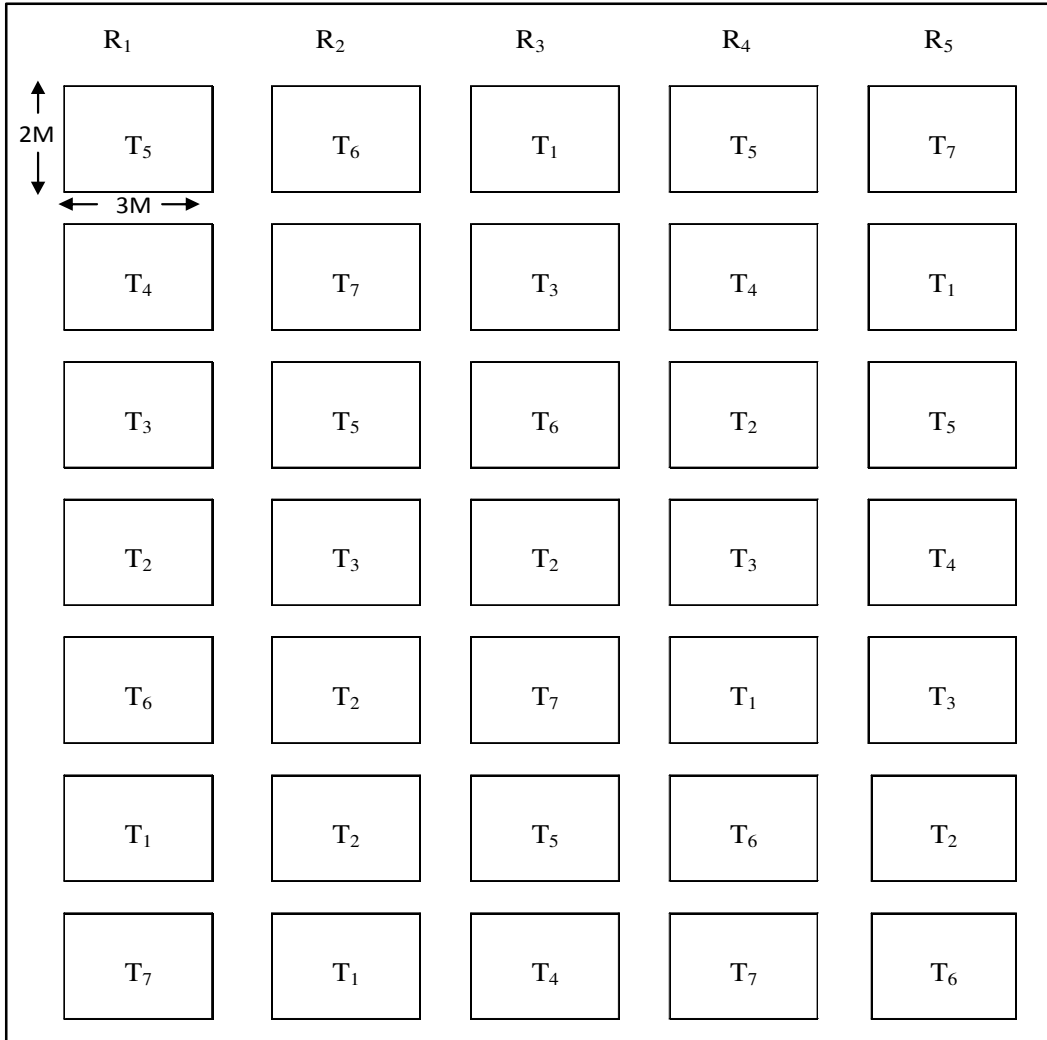 R₁ R₂ R₃ R₄ R₅
2M
T₅ T₆ T₁ T₅ T₇
3M
T₄ T₇ T₃ T₄ T₁
T₃ T₅ T₆ T₂ T₅
T₂ T₃ T₂ T₃ T₄
T₆ T₂ T₇ T₁ T₃
T₁ T₂ T₅ T₆ T₂
T₇ T₁ T₄ T₇ T₆